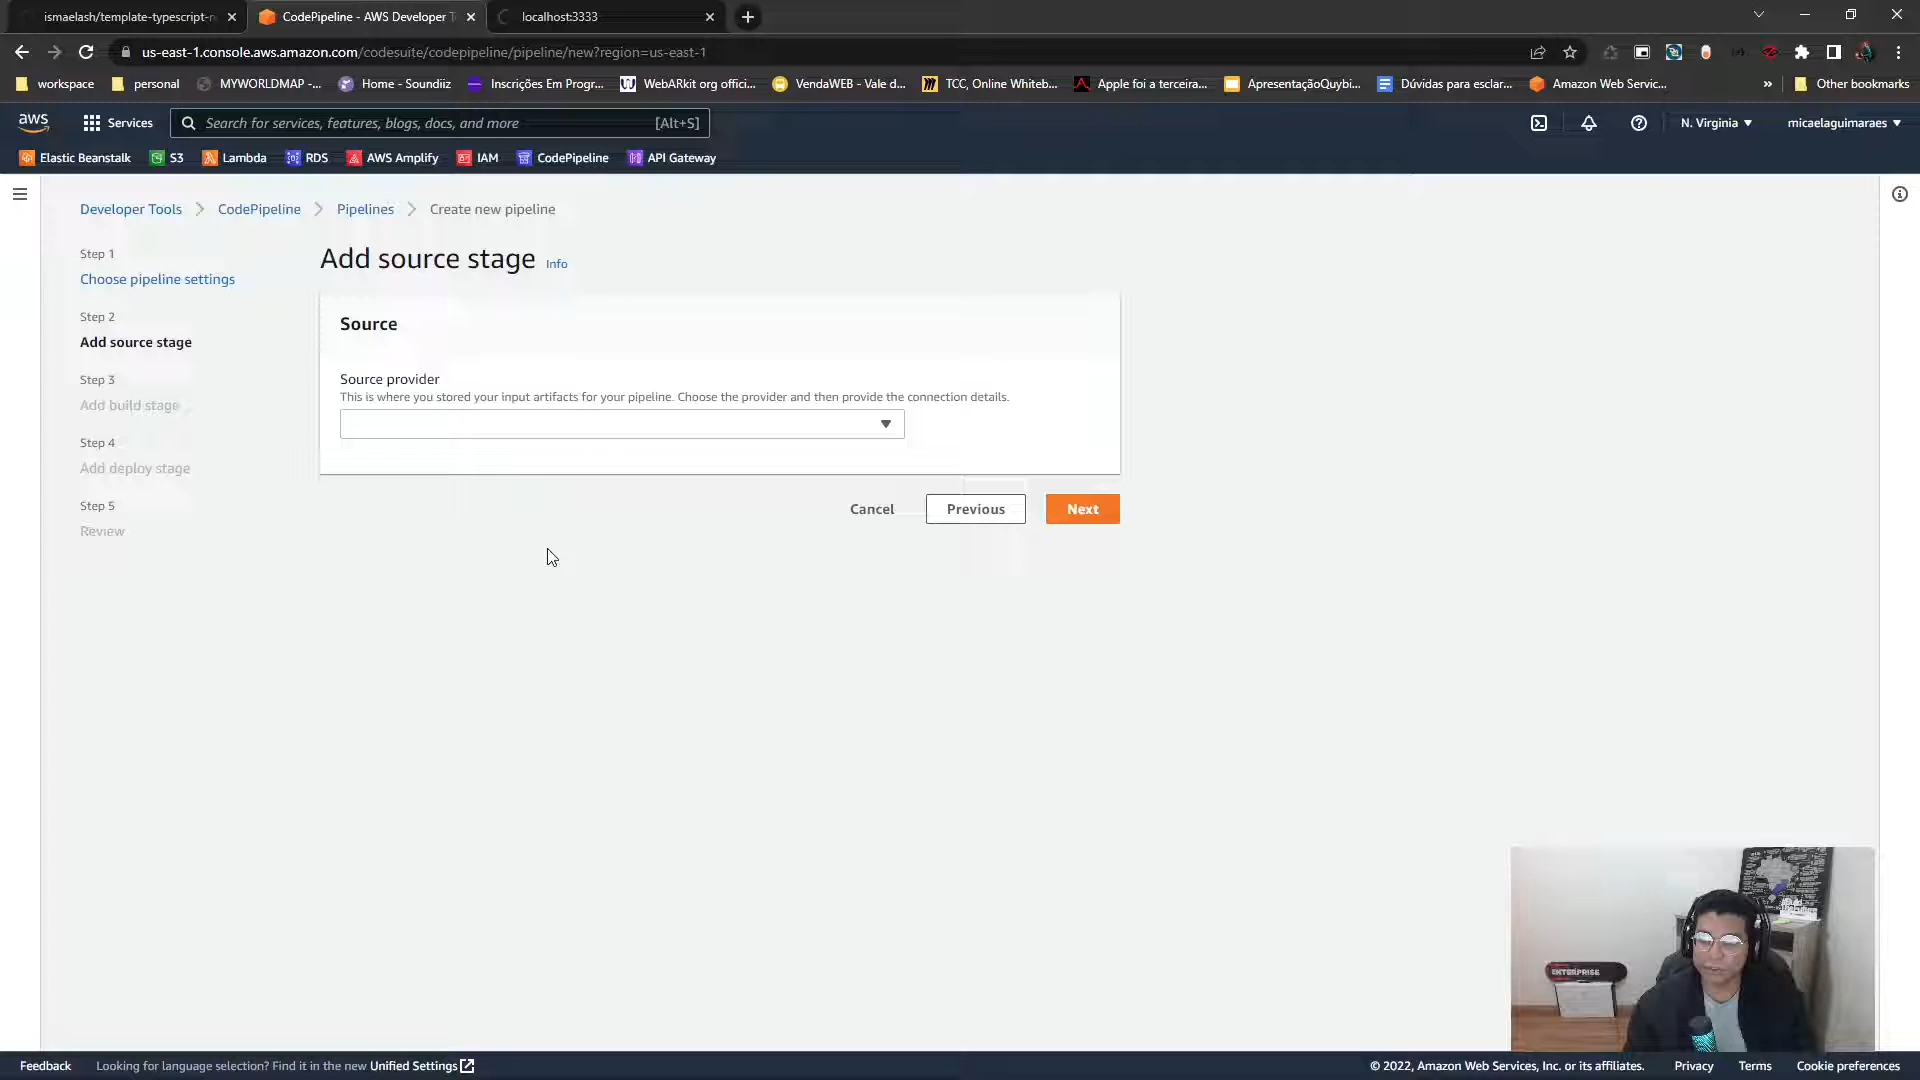 ismaelash/template-typescript-n
CodePipeline - AWS Developer T
localhost:3333
us-east-1.console.aws.amazon.com/codesuite/codepipeline/pipeline/new?region=us-east-1
workspace
personal
MYWORLDMAP -...
Home - Soundiiz
Inscrições Em Progr...
WebARkit org offici...
VendaWEB - Vale d...
TCC, Online Whiteb...
Apple foi a terceira...
ApresentaçãoQuybi...
Dúvidas para esclar...
Amazon Web Servic...
»
Other bookmarks
aws
Services
Search for services, features, blogs, docs, and more
[Alt+S]
N. Virginia
micaelaguimaraes
Elastic Beanstalk
S3
Lambda
RDS
AWS Amplify
IAM
CodePipeline
API Gateway
Developer Tools
CodePipeline
Pipelines
Create new pipeline
Step 1
Choose pipeline settings
Step 2
Add source stage
Step 3
Add build stage
Step 4
Add deploy stage
Step 5
Review
Add source stage
Info
Source
Source provider
This is where you stored your input artifacts for your pipeline. Choose the provider and then provide the connection details.
Cancel
Previous
Next
ENTERPRISE
Feedback
Looking for language selection? Find it in the new Unified Settings
© 2022, Amazon Web Services, Inc. or its affiliates.
Privacy
Terms
Cookie preferences